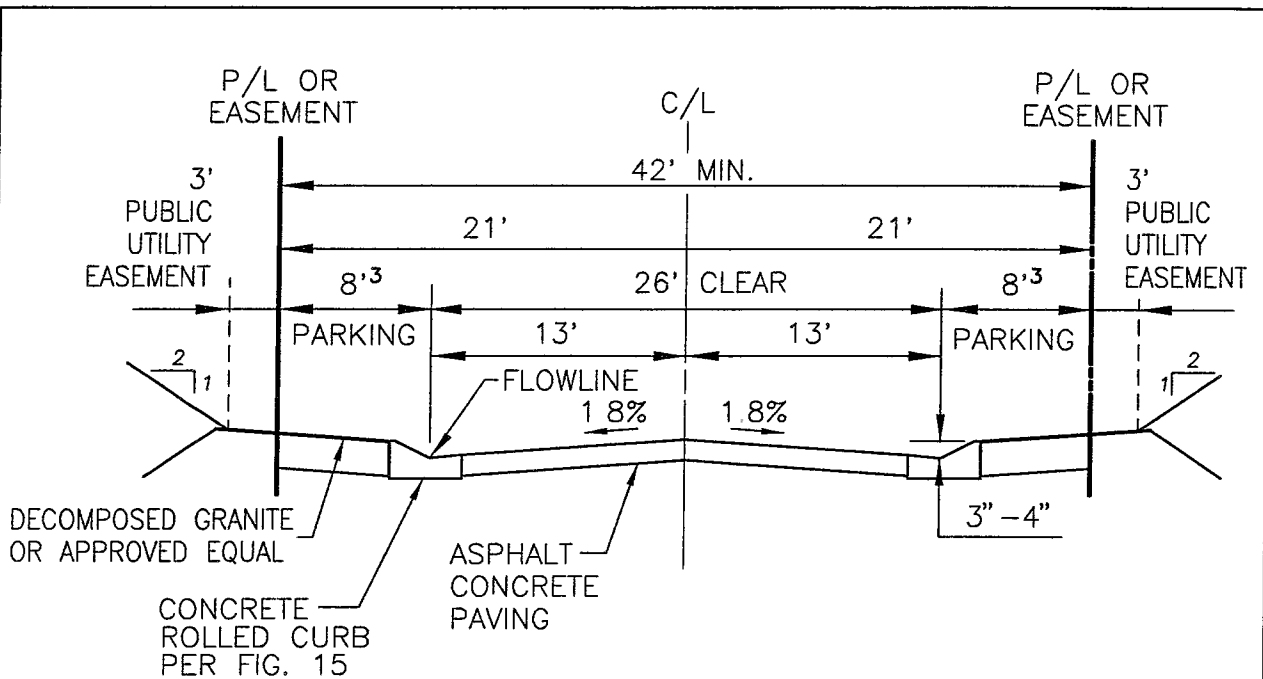 P/L OR
EASEMENT
C/L
P/L OR
EASEMENT
42' MIN.
3'
PUBLIC
UTILITY
EASEMENT
3'
PUBLIC
UTILITY
EASEMENT
21'
21'
8'³
26' CLEAR
8'³
PARKING
13'
13'
PARKING
2
1
FLOWLINE
1
2
1.8%
1.8%
3"-4"
DECOMPOSED GRANITE
OR APPROVED EQUAL
ASPHALT
CONCRETE
PAVING
CONCRETE
ROLLED CURB
PER FIG. 15